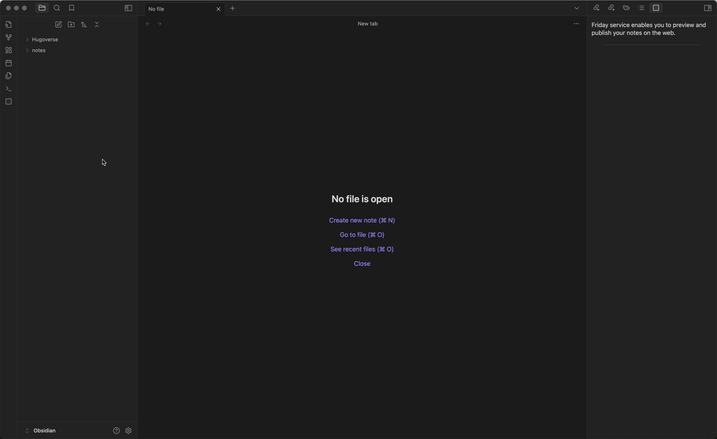 No file
New tab
Hugoverse
notes
No file is open
Create new note (⌘ N)
Go to file (⌘ O)
See recent files (⌘ O)
Close
Friday service enables you to preview and
publish your notes on the web.
Obsidian